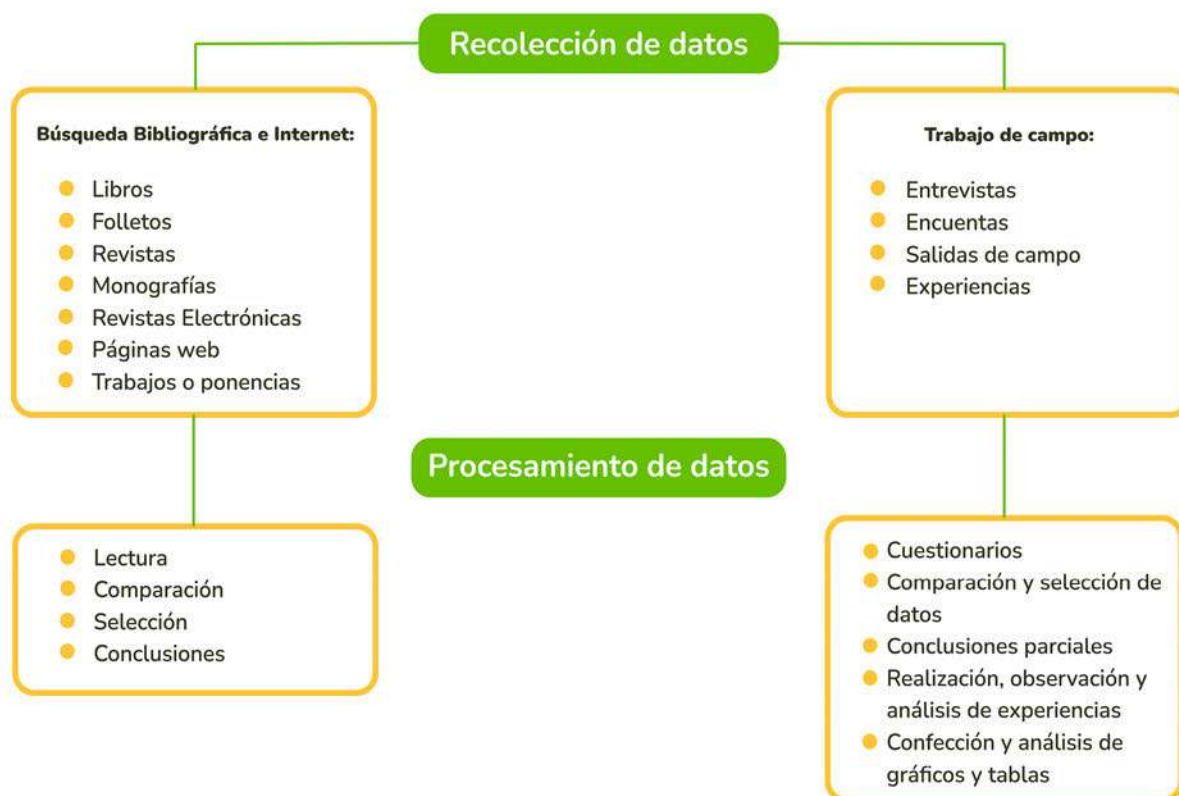 Recolección de datos
Búsqueda Bibliográfica e Internet:
Libros
Folletos
Revistas
Monografías
Revistas Electrónicas
Páginas web
Trabajos o ponencias
Trabajo de campo:
Entrevistas
Encuentas
Salidas de campo
Experiencias
Procesamiento de datos
Lectura
Comparación
Selección
Conclusiones
Cuestionarios
Comparación y selección de
datos
Conclusiones parciales
Realización, observación y
análisis de experiencias
Confección y análisis de
gráficos y tablas